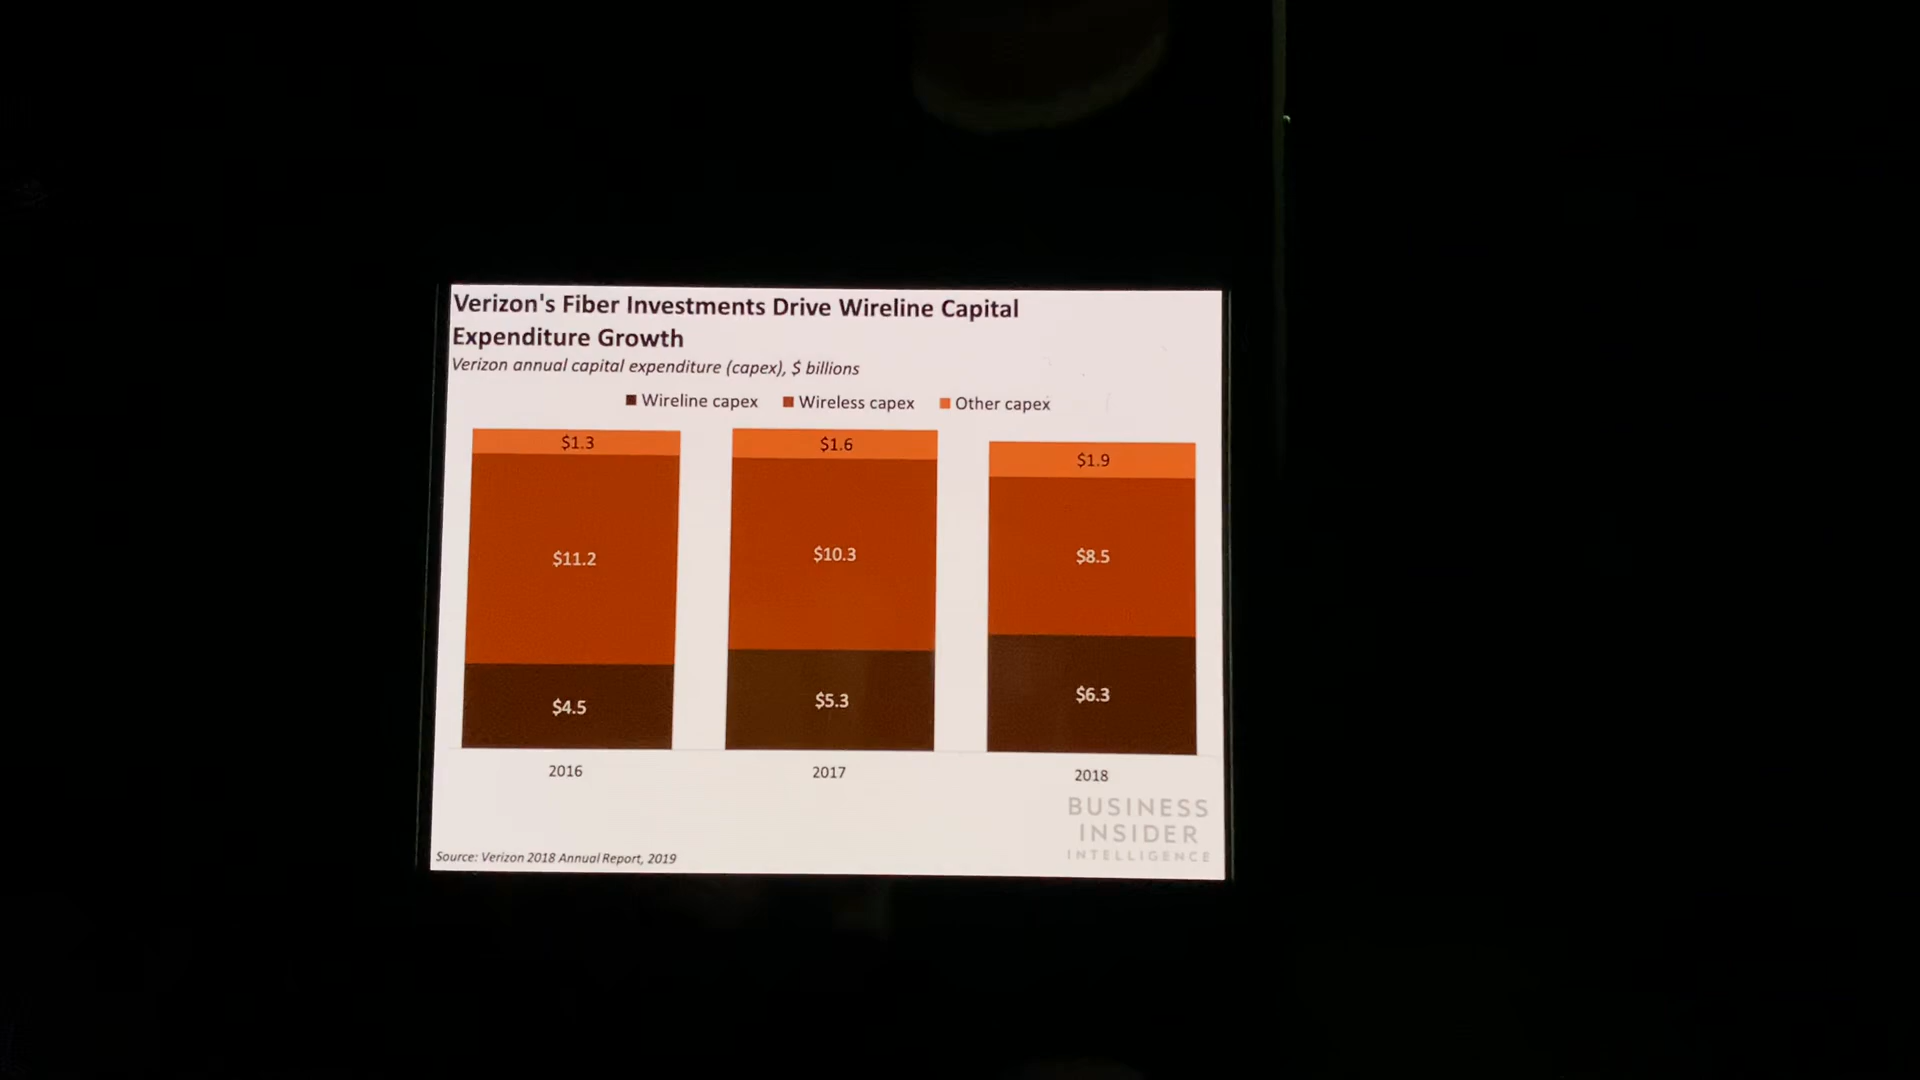 Verizon's Fiber Investments Drive Wireline Capital
Expenditure Growth
Verizon annual capital expenditure (capex), $ billions
Wireline capex Wireless capex Other capex
$1.3 $1.6 $1.9
$11.2 $10.3 $8.5
$4.5 $5.3 $6.3
2016 2017 2018
BUSINESS
INSIDER
INTELLIGENCE
Source: Verizon 2018 Annual Report, 2019